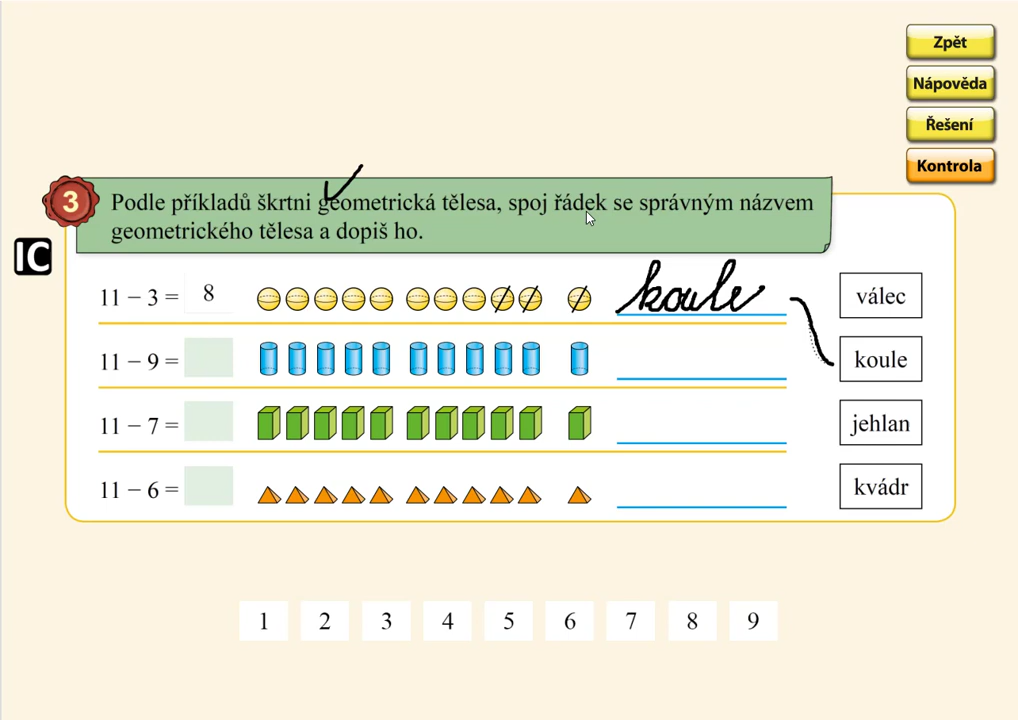 Zpět
Nápověda
Řešení
Kontrola
3 Podle příkladů škrtni geometrická tělesa, spoj řádek se správným názvem
geometrického tělesa a dopiš ho.
IC
11 − 3 = 8 koule válec
11 − 9 = koule
11 − 7 = jehlan
11 − 6 = kvádr
1 2 3 4 5 6 7 8 9